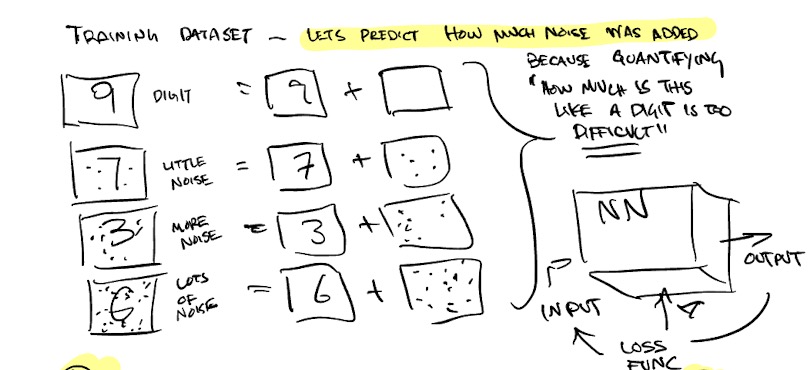 TRAINING DATASET – LETS PREDICT HOW MUCH NOISE WAS ADDED
BECAUSE QUANTIFYING
"HOW MUCH IS THIS
LIKE A DIGIT IS TOO
DIFFICULT"
9 DIGIT = 9 +
7 LITTLE NOISE = 7 +
3 MORE NOISE = 3 +
6 LOTS OF NOISE = 6 +
NN
INPUT
OUTPUT
LOSS
FUNC